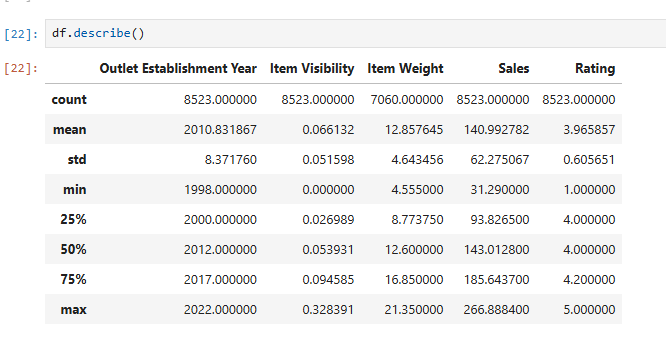 [22]: df.describe()
[22]: Outlet Establishment Year Item Visibility Item Weight Sales Rating
count 8523.000000 8523.000000 7060.000000 8523.000000 8523.000000
mean 2010.831867 0.066132 12.857645 140.992782 3.965857
std 8.371760 0.051598 4.643456 62.275067 0.605651
min 1998.000000 0.000000 4.555000 31.290000 1.000000
25% 2000.000000 0.026989 8.773750 93.826500 4.000000
50% 2012.000000 0.053931 12.600000 143.012800 4.000000
75% 2017.000000 0.094585 16.850000 185.643700 4.200000
max 2022.000000 0.328391 21.350000 266.888400 5.000000